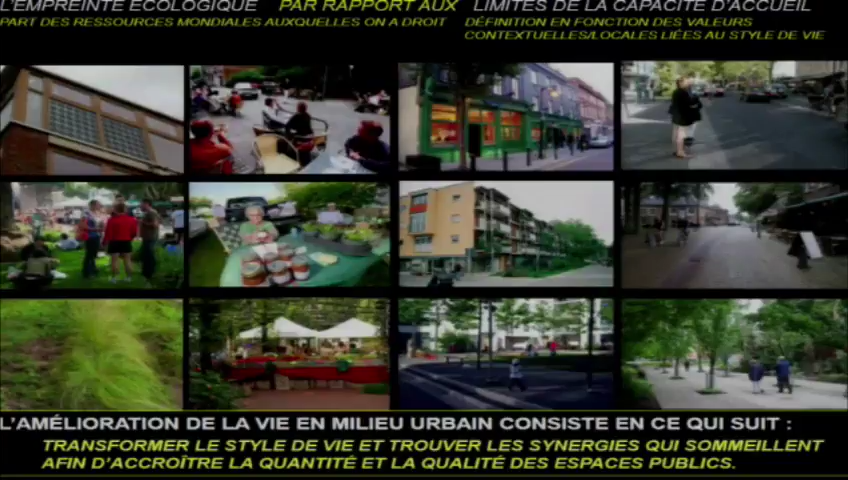 L'EMPREINTE ÉCOLOGIQUE PAR RAPPORT AUX LIMITES DE LA CAPACITÉ D'ACCUEIL
PART DES RESSOURCES MONDIALES AUXQUELLES ON A DROIT
DÉFINITION EN FONCTION DES VALEURS
CONTEXTUELLES/LOCALES LIÉES AU STYLE DE VIE
L'AMÉLIORATION DE LA VIE EN MILIEU URBAIN CONSISTE EN CE QUI SUIT :
TRANSFORMER LE STYLE DE VIE ET TROUVER LES SYNERGIES QUI SOMMEILLENT
AFIN D'ACCROÎTRE LA QUANTITÉ ET LA QUALITÉ DES ESPACES PUBLICS.